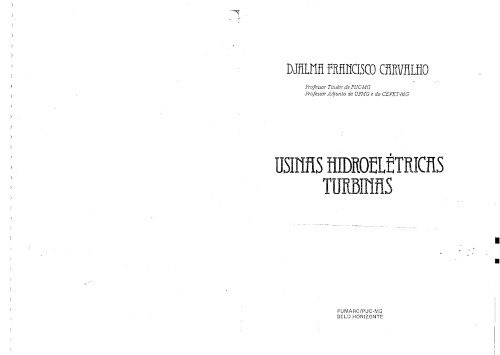 DJALMA FRANCISCO CARVALHO
Professor Titular da PUC-MG
Professor Adjunto da UFMG e do CEFET-MG
USINAS HIDROELÉTRICAS
TURBINAS
FUMARC/PUC-MG
BELO HORIZONTE